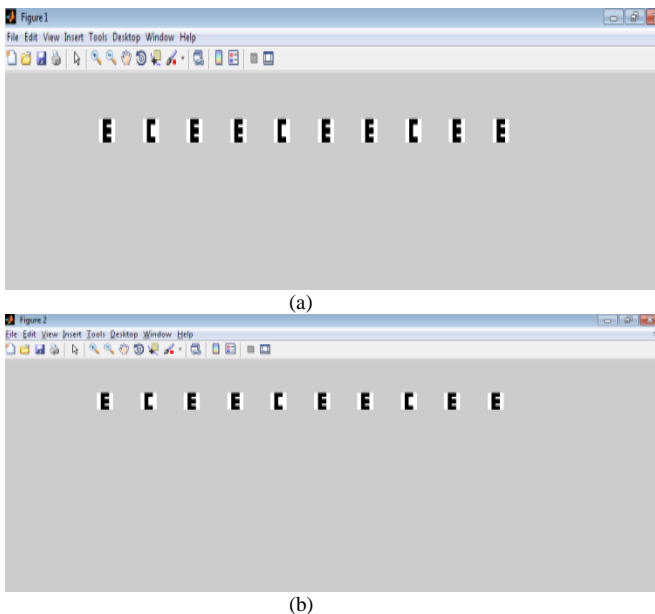 Figure 1
File Edit View Insert Tools Desktop Window Help
E C E E C E E C E E
(a)
Figure 2
File Edit View Insert Tools Desktop Window Help
E C E E C E E C E E
(b)